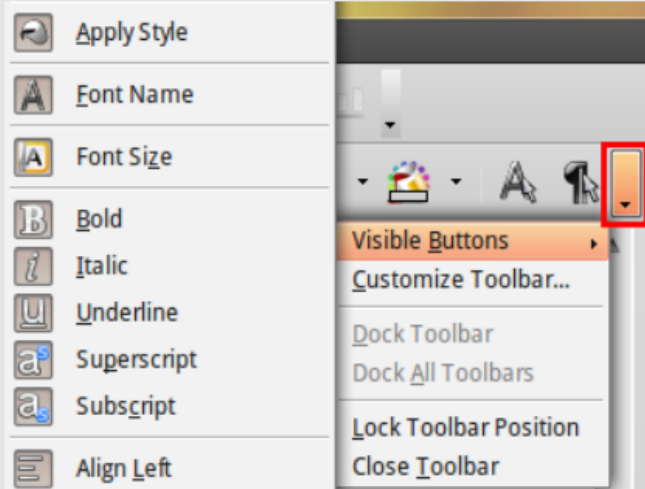 Apply Style
Font Name
Font Size
Bold
Italic
Underline
Superscript
Subscript
Align Left
Visible Buttons
Customize Toolbar...
Dock Toolbar
Dock All Toolbars
Lock Toolbar Position
Close Toolbar